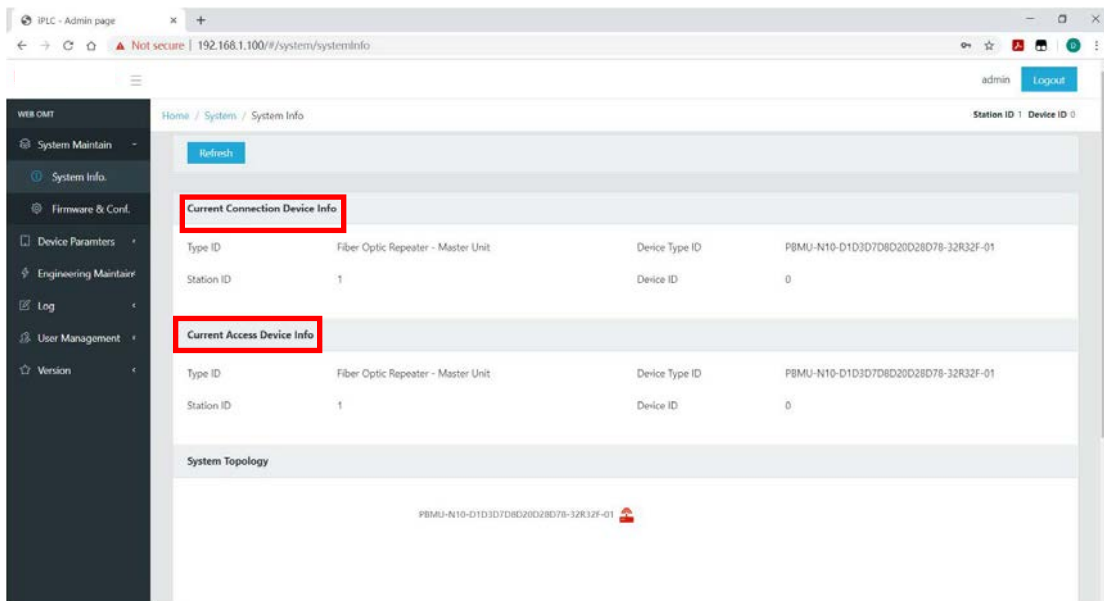 iPLC - Admin page
Not secure | 192.168.1.100/#/system/systemInfo
admin Logout
WEB OMT
Home / System / System Info
Station ID 1 Device ID 0
System Maintain
System Info.
Firmware & Conf.
Device Paramters
Engineering Maintain
Log
User Management
Version
Refresh
Current Connection Device Info
Type ID Fiber Optic Repeater - Master Unit Device Type ID PBMU-N10-D1D3D7D8D20D28D78-32R32F-01
Station ID 1 Device ID 0
Current Access Device Info
Type ID Fiber Optic Repeater - Master Unit Device Type ID PBMU-N10-D1D3D7D8D20D28D78-32R32F-01
Station ID 1 Device ID 0
System Topology
PBMU-N10-D1D3D7D8D20D28D78-32R32F-01